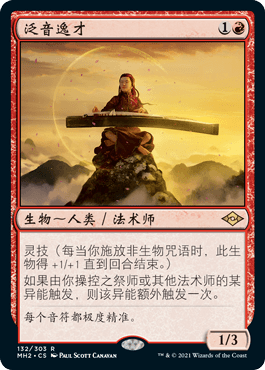 泛音逸才 1
生物～人类／法术师
灵技（每当你施放非生物咒语时，此生
物得 +1/+1 直到回合结束。）
如果由你操控之祭师或其他法术师的某
异能触发，则该异能额外触发一次。
每个音符都极度精准。
1/3
132/303 R
MH2 • CS PAUL SCOTT CANAVAN
™ & © 2021 Wizards of the Coast